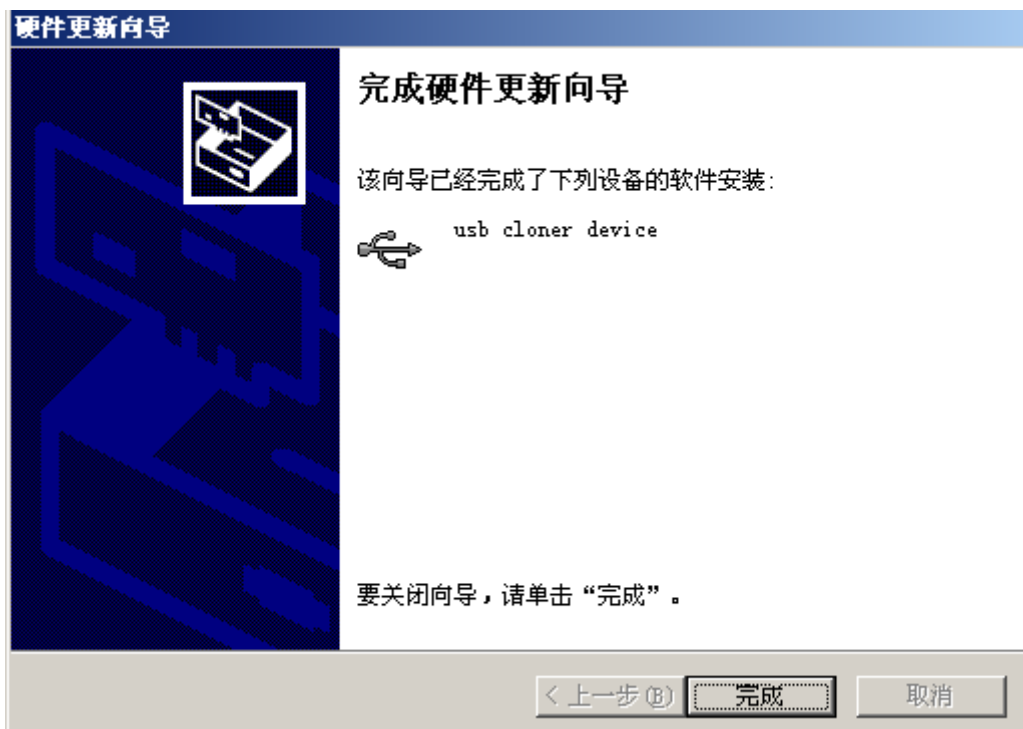 硬件更新向导
完成硬件更新向导
该向导已经完成了下列设备的软件安装:
usb cloner device
要关闭向导，请单击“完成”。
< 上一步(B) 完成 取消